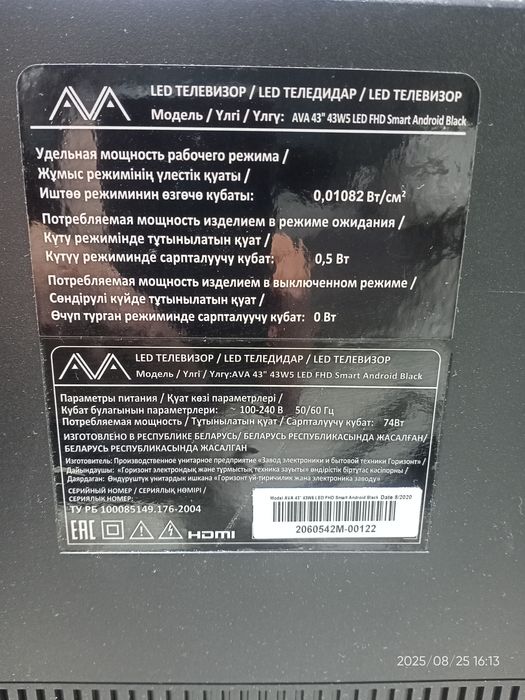 AVA
LED ТЕЛЕВИЗОР / LED ТЕЛЕДИДАР / LED ТЕЛЕВИЗОР
Модель / Үлгі / Үлгү: AVA 43" 43W5 LED FHD Smart Android Black
Удельная мощность рабочего режима /
Жұмыс режимінің үлестік қуаты /
Иштөө режиминин өзгөчө кубаты: 0,01082 Вт/см²
Потребляемая мощность изделием в режиме ожидания /
Күту режимінде тұтынылатын қуат /
Күтүү режиминде сарпталуучу кубат: 0,5 Вт
Потребляемая мощность изделием в выключенном режиме /
Сөндірулі күйде тұтынылатын қуат /
Өчүп турган режиминде сарпталуучу кубат: 0 Вт
AVA
LED ТЕЛЕВИЗОР / LED ТЕЛЕДИДАР / LED ТЕЛЕВИЗОР
Модель / Үлгі / Үлгү:AVA 43" 43W5 LED FHD Smart Android Black
Параметры питания / Қуат көзі параметрлері /
Кубат булагынын параметрлери: ~ 100-240 В 50/60 Гц
Потребляемая мощность / Тұтынылатын қуат / Сарпталуучу кубат: 74Вт
ИЗГОТОВЛЕНО В РЕСПУБЛИКЕ БЕЛАРУСЬ/ БЕЛАРУСЬ РЕСПУБЛИКАСЫНДА ЖАСАЛҒАН/
БЕЛАРУСЬ РЕСПУБЛИКАСЫНДА ЖАСАЛГАН
Изготовитель: Производственное унитарное предприятие «Завод электроники и бытовой техники Горизонт» /
Дайындаушы: «Горизонт электрондық және тұрмыстық техника зауыты» өндірістік біртұтас кәсіпорны /
Даярдаган: Өндүрүштүк унитардык ишкана «Горизонт үй-тиричилик жана электроника заводу»
СЕРИЙНЫЙ НОМЕР / СЕРИЯЛЫҚ НӨМІРІ /
СЕРИЯЛЫК НОМЕР:
ТУ РБ 100085149.176-2004
Model AVA 43" 43W5 LED FHD Smart Android Black Date 8/2020
2060542M-00122
EAC HDMI
2025/08/25 16:13